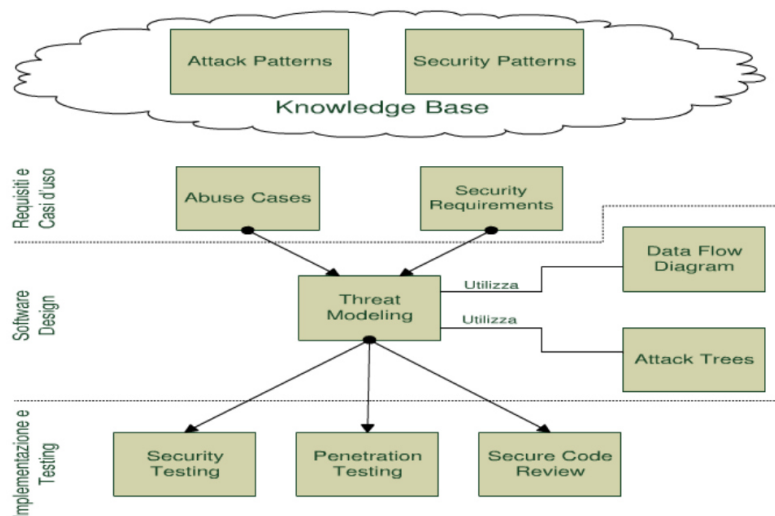 Attack Patterns
Security Patterns
Knowledge Base
Requisiti e
Casi d'uso
Abuse Cases
Security
Requirements
Software
Design
Threat
Modeling
Utilizza
Data Flow
Diagram
Utilizza
Attack Trees
Implementazione e
Testing
Security
Testing
Penetration
Testing
Secure Code
Review